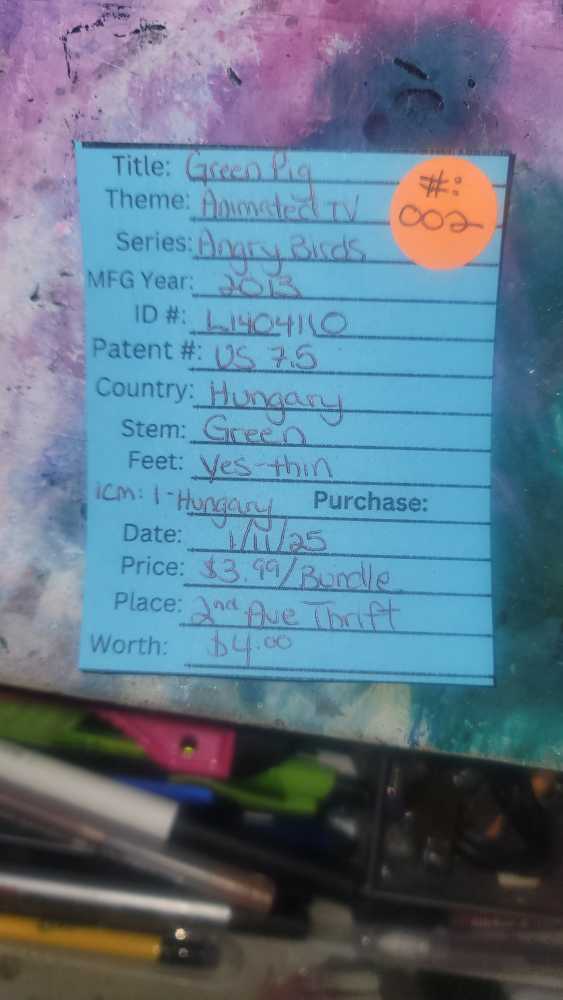 Title: Green Pig
#:
002
Theme: Animated TV
Series: Angry Birds
MFG Year: 2013
ID #: L1404110
Patent #: US 7.5
Country: Hungary
Stem: Green
Feet: Yes-thin
ICM: 1-Hungary Purchase:
Date: 1/11/25
Price: $3.99/Bundle
Place: 2nd Ave Thrift
Worth: $4.00